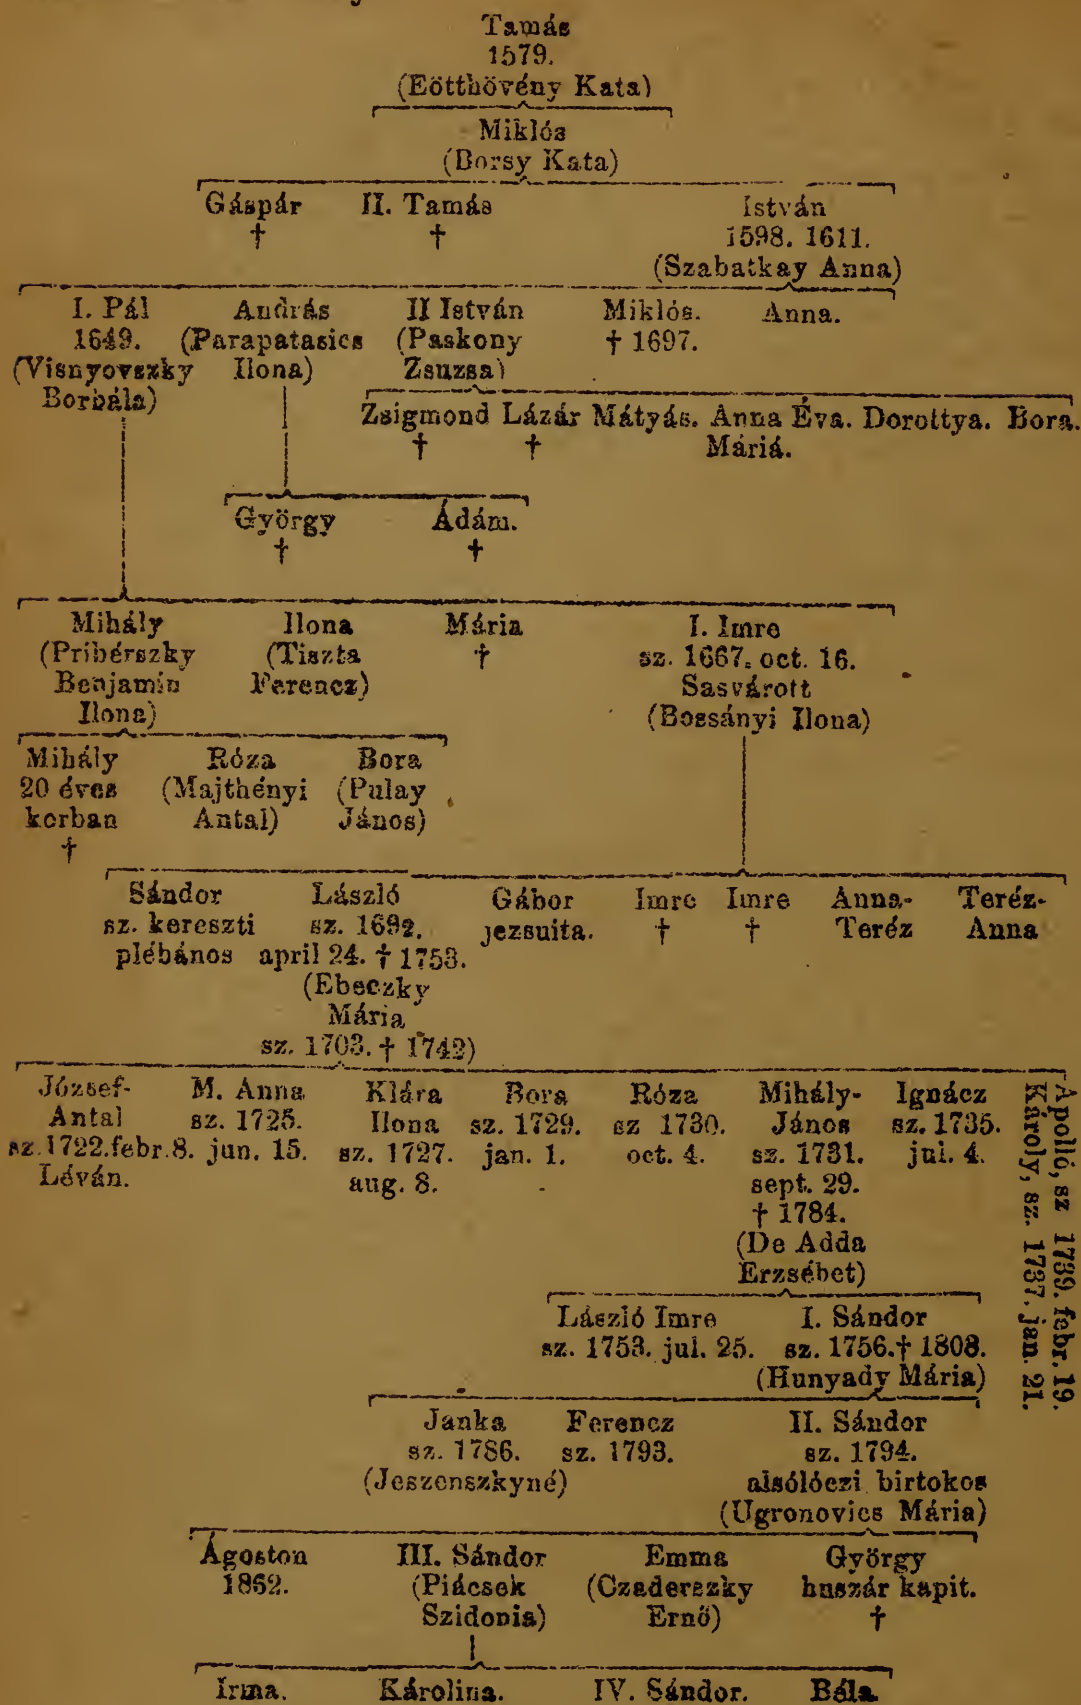 Tamás
1579.
(Eötthövény Kata)
Miklós
(Borsy Kata)
Gáspár II. Tamás István
† † 1598. 1611.
(Szabatkay Anna)
I. Pál András II István Miklós. Anna.
1649. (Parapatasics (Paskony † 1697.
(Visnyovszky Ilona) Zsuzsa)
Borbála)
Zsigmond Lázár Mátyás. Anna Éva. Dorottya. Bora.
† † Máriá.
György Ádám.
† †
Mihály Ilona Mária I. Imre
(Pribérszky (Tiszta † sz. 1667. oct. 16.
Benjamin Ferencz) Sasvárott
Ilona) (Bossányi Ilona)
Mihály Róza Bora
20 éves (Majthényi (Pulay
korban Antal) János)
†
Sándor László Gábor Imre Imre Anna- Teréz-
sz. kereszti sz. 1692. jezsuita. † † Teréz Anna
plébános april 24. † 1753.
(Ebeczky
Mária
sz. 1703. † 1742)
József- M. Anna Klára Bora Róza Mihály- Ignácz
Antal sz. 1725. Ilona sz. 1729. sz 1730. János sz. 1735.
sz. 1722. febr. 8. jun. 15. sz. 1727. jan. 1. oct. 4. sz. 1731. jul. 4.
Léván. aug. 8. sept. 29.
† 1784.
(De Adda
Erzsébet)
Apolló, sz 1739. febr. 19.
Károly, sz. 1737. jan. 21.
László Imre I. Sándor
sz. 1753. jul. 25. sz. 1756. † 1808.
(Hunyady Mária)
Janka Ferencz II. Sándor
sz. 1786. sz. 1793. sz. 1794.
(Jeszenszkyné) alsólóczi birtokos
(Ugronovics Mária)
Ágoston III. Sándor Emma György
1862. (Piácsek (Czaderszky huszár kapit.
Szidonia) Ernö) †
Irma. Károlina. IV. Sándor. Béla